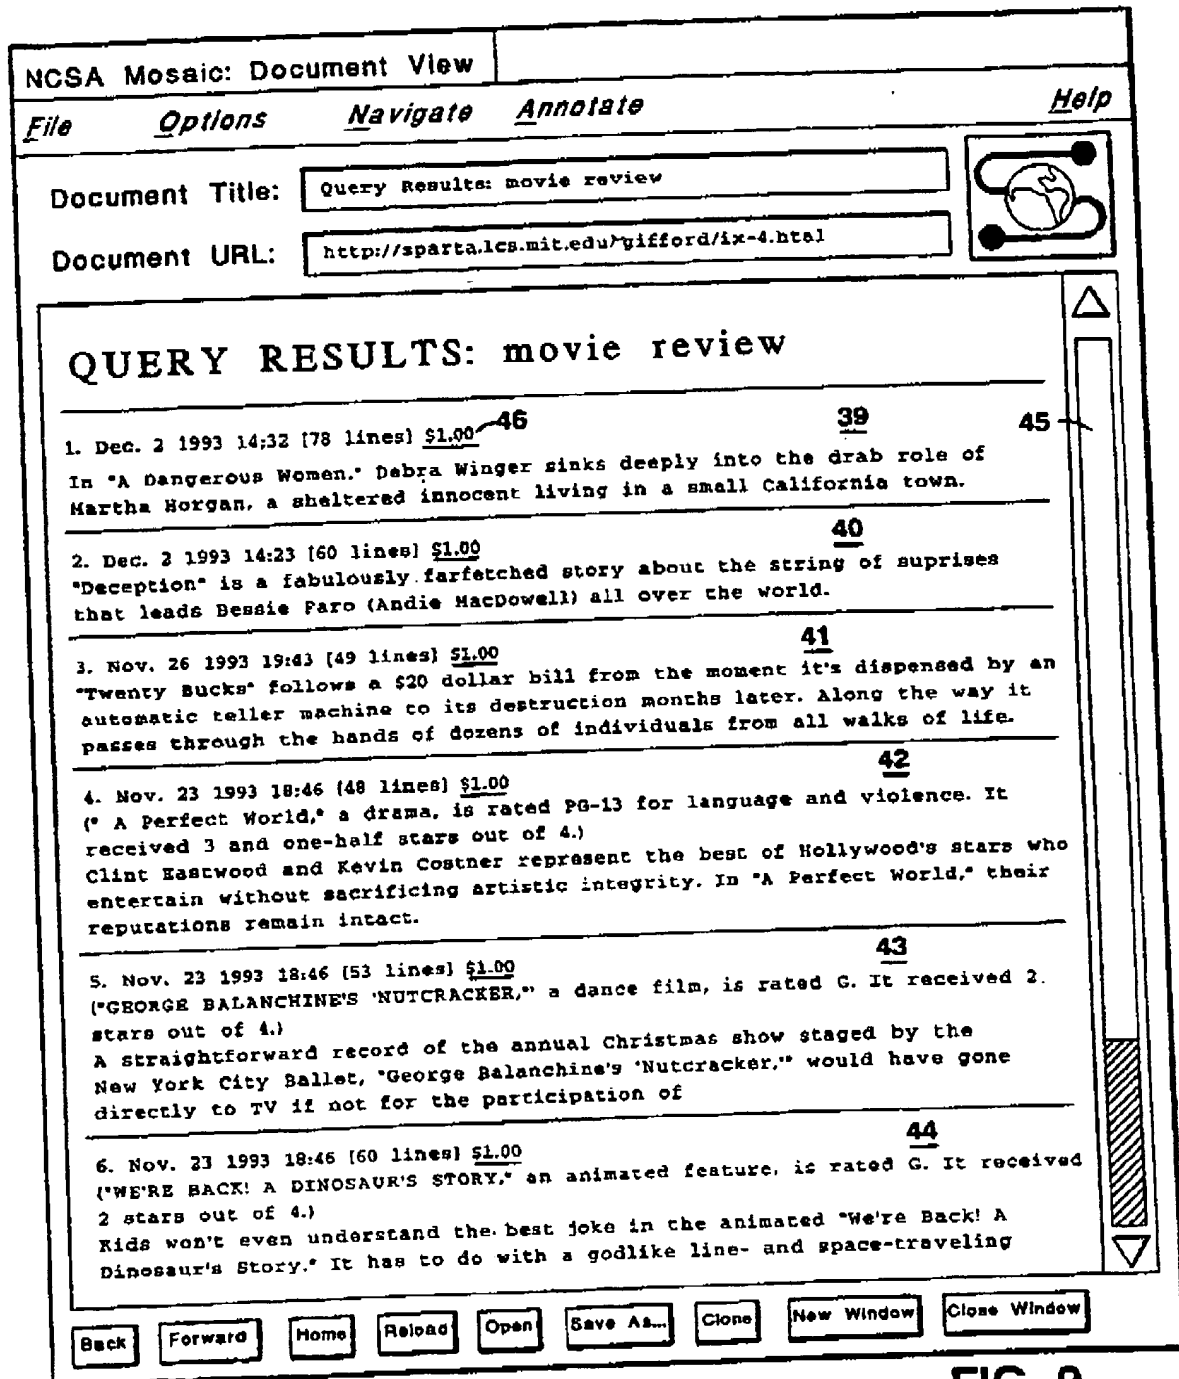 NCSA Mosaic: Document View
File Options Navigate Annotate Help
Document Title: Query Results: movie review
Document URL: http://sparta.lcs.mit.edu/~gifford/ix-4.htal
QUERY RESULTS: movie review
1. Dec. 2 1993 14:32 [78 lines] $1.00 46 39 45
In "A Dangerous Women." Debra Winger sinks deeply into the drab role of
Martha Horgan, a sheltered innocent living in a small California town.
2. Dec. 2 1993 14:23 [60 lines] $1.00 40
"Deception" is a fabulously farfetched story about the string of suprises
that leads Bessie Faro (Andie MacDowell) all over the world.
3. Nov. 26 1993 19:43 [49 lines] $1.00 41
"Twenty Bucks" follows a $20 dollar bill from the moment it's dispensed by an
automatic teller machine to its destruction months later. Along the way it
passes through the hands of dozens of individuals from all walks of life.
4. Nov. 23 1993 18:46 [48 lines] $1.00 42
(" A Perfect World," a drama, is rated PG-13 for language and violence. It
received 3 and one-half stars out of 4.)
Clint Eastwood and Kevin Costner represent the best of Hollywood's stars who
entertain without sacrificing artistic integrity. In "A Perfect World," their
reputations remain intact.
5. Nov. 23 1993 18:46 [53 lines] $1.00 43
("GEORGE BALANCHINE'S 'NUTCRACKER,'" a dance film, is rated G. It received 2.
stars out of 4.)
A straightforward record of the annual Christmas show staged by the
New York City Ballet, "George Balanchine's 'Nutcracker,'" would have gone
directly to TV if not for the participation of
6. Nov. 23 1993 18:46 [60 lines] $1.00 44
("WE'RE BACK! A DINOSAUR'S STORY," an animated feature, is rated G. It received
2 stars out of 4.)
Kids won't even understand the best joke in the animated "We're Back! A
Dinosaur's Story." It has to do with a godlike line- and space-traveling
Back Forward Home Reload Open Save As... Clone New Window Close Window